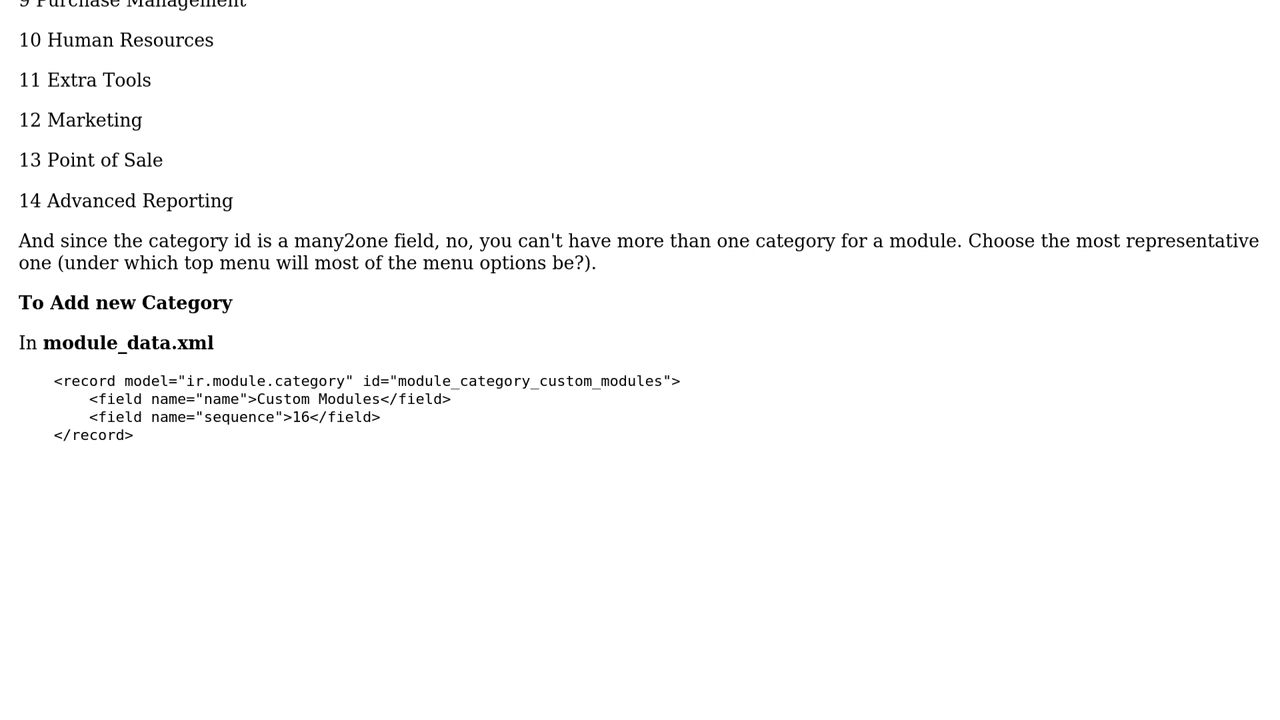 9 Purchase Management
10 Human Resources
11 Extra Tools
12 Marketing
13 Point of Sale
14 Advanced Reporting
And since the category id is a many2one field, no, you can't have more than one category for a module. Choose the most representative
one (under which top menu will most of the menu options be?).
To Add new Category
In module_data.xml
<record model="ir.module.category" id="module_category_custom_modules">
    <field name="name">Custom Modules</field>
    <field name="sequence">16</field>
</record>